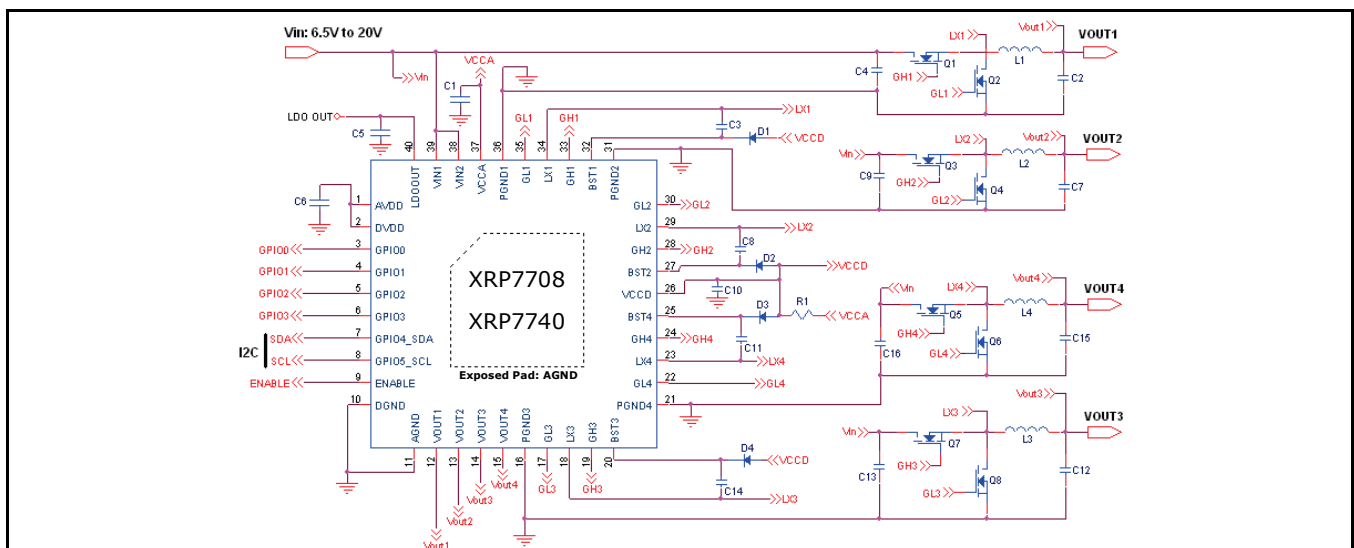 Vin: 6.5V to 20V
Vin
VCCA
C1
LDO OUT
C5
GL1
GH1
LX1
C3
D1
VCCD
40 39 38 37 36 35 34 33 32 31
LDOOUT VIN1 VIN2 VCCA PGND1 GL1 LX1 GH1 BST1 PGND2
C6
1 AVDD
2 DVDD
GPIO0 3 GPIO0
GPIO1 4 GPIO1
GPIO2 5 GPIO2
GPIO3 6 GPIO3
I2C
SDA 7 GPIO4_SDA
SCL 8 GPIO5_SCL
ENABLE 9 ENABLE
10 DGND
XRP7708
XRP7740
Exposed Pad: AGND
GL2 30 GL2
LX2 29 LX2
GH2 28 GH2
BST2 27
VCCD 26
BST4 25
GH4 24 GH4
LX4 23 LX4
GL4 22 GL4
PGND4 21
C8
D2
VCCD
C10
D3
R1
VCCA
C11
AGND VOUT1 VOUT2 VOUT3 VOUT4 PGND3 GL3 LX3 GH3 BST3
11 12 13 14 15 16 17 18 19 20
Vout1
Vout2
Vout3
Vout4
GL3
GH3
D4
VCCD
C14
LX3
C4
Q1
GH1
LX1
GL1
Q2
L1
Vout1
C2
VOUT1
Vin
C9
Q3
GH2
LX2
GL2
Q4
L2
Vout2
C7
VOUT2
Vin
C16
Q5
GH4
LX4
GL4
Q6
L4
Vout4
C15
VOUT4
Vin
C13
Q7
GH3
LX3
GL3
Q8
L3
Vout3
C12
VOUT3